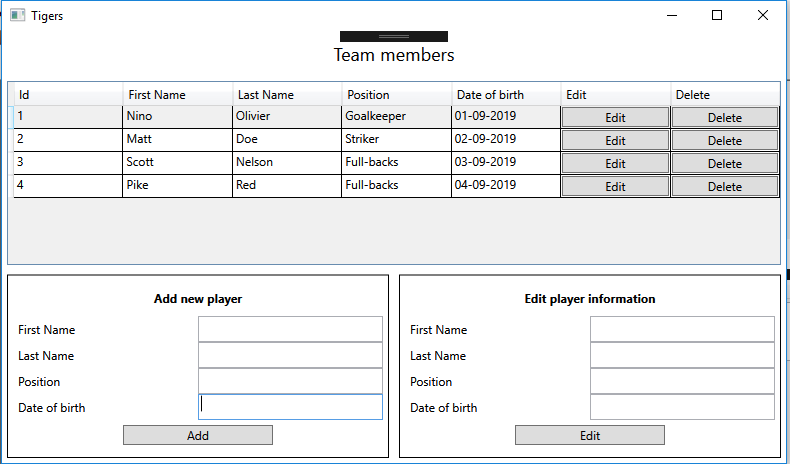 Tigers
Team members
Id First Name Last Name Position Date of birth Edit Delete
1 Nino Olivier Goalkeeper 01-09-2019 Edit Delete
2 Matt Doe Striker 02-09-2019 Edit Delete
3 Scott Nelson Full-backs 03-09-2019 Edit Delete
4 Pike Red Full-backs 04-09-2019 Edit Delete
Add new player
First Name
Last Name
Position
Date of birth
Add
Edit player information
First Name
Last Name
Position
Date of birth
Edit